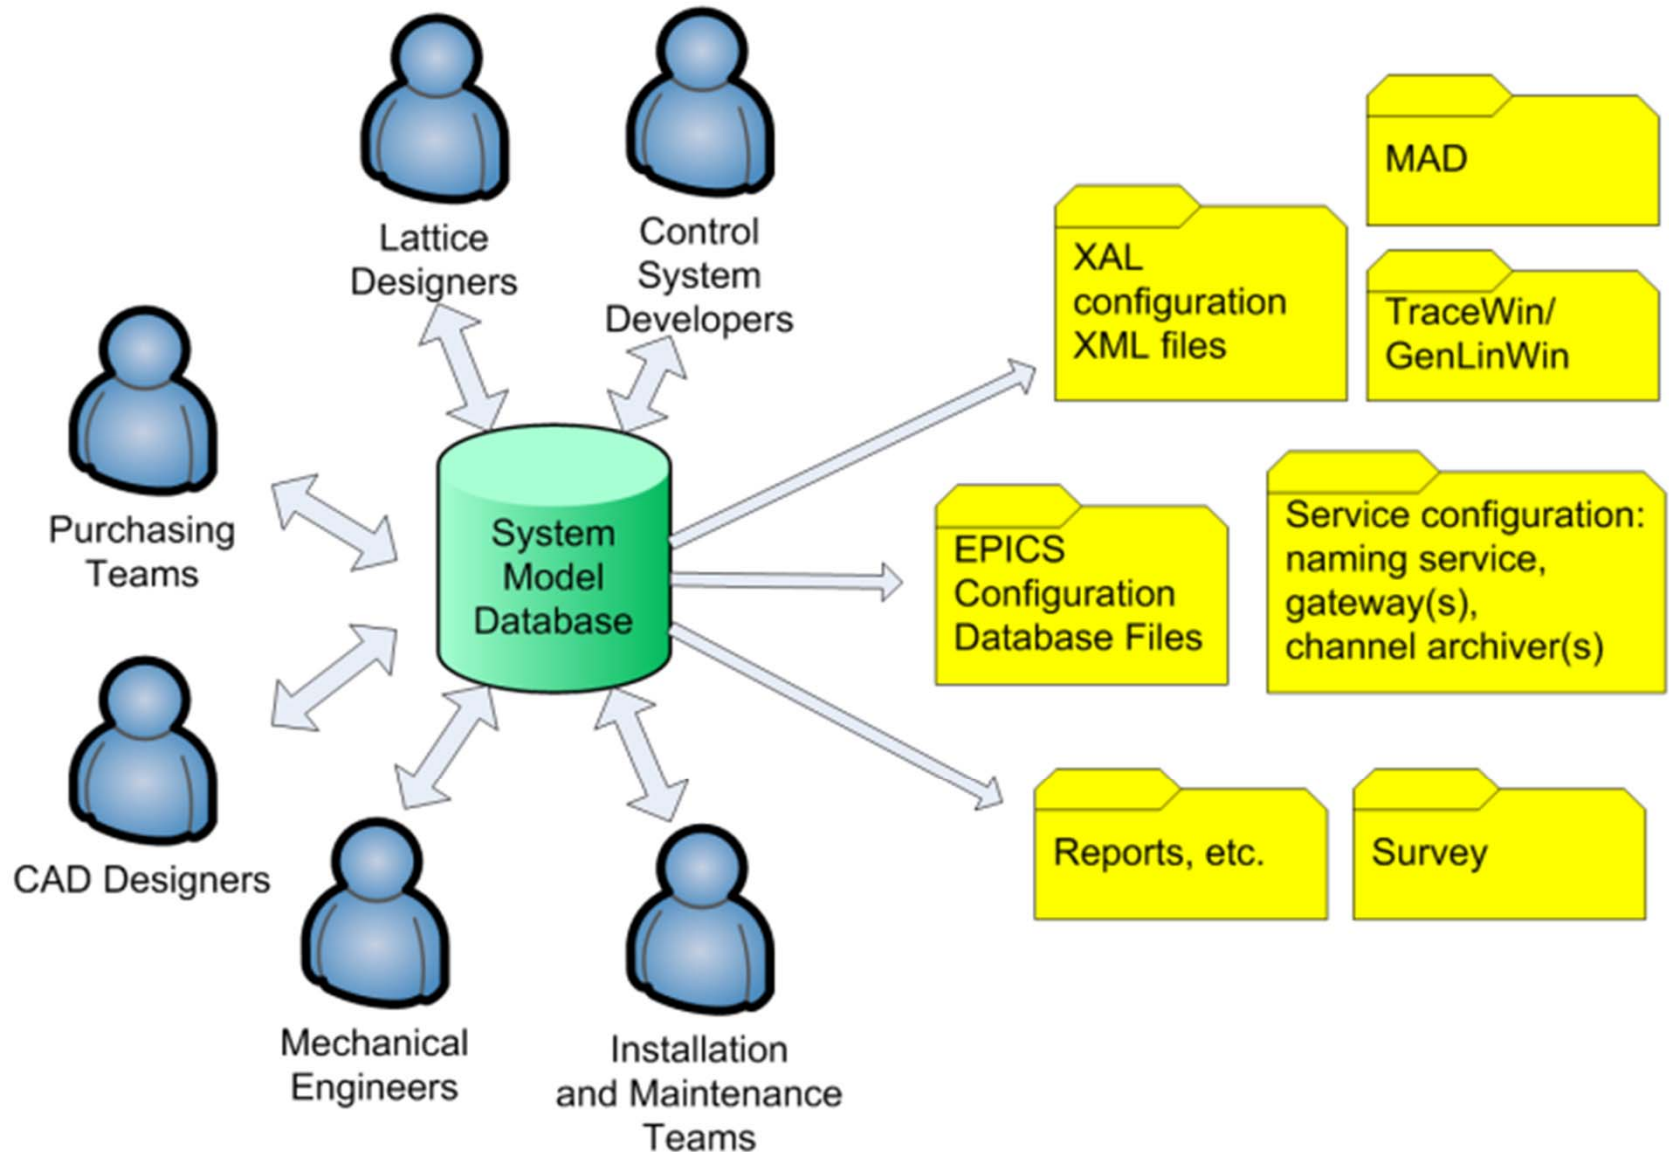 Lattice
Designers
Control
System
Developers
MAD
XAL
configuration
XML files
TraceWin/
GenLinWin
Purchasing
Teams
System
Model
Database
EPICS
Configuration
Database Files
Service configuration:
naming service,
gateway(s),
channel archiver(s)
CAD Designers
Reports, etc.
Survey
Mechanical
Engineers
Installation
and Maintenance
Teams